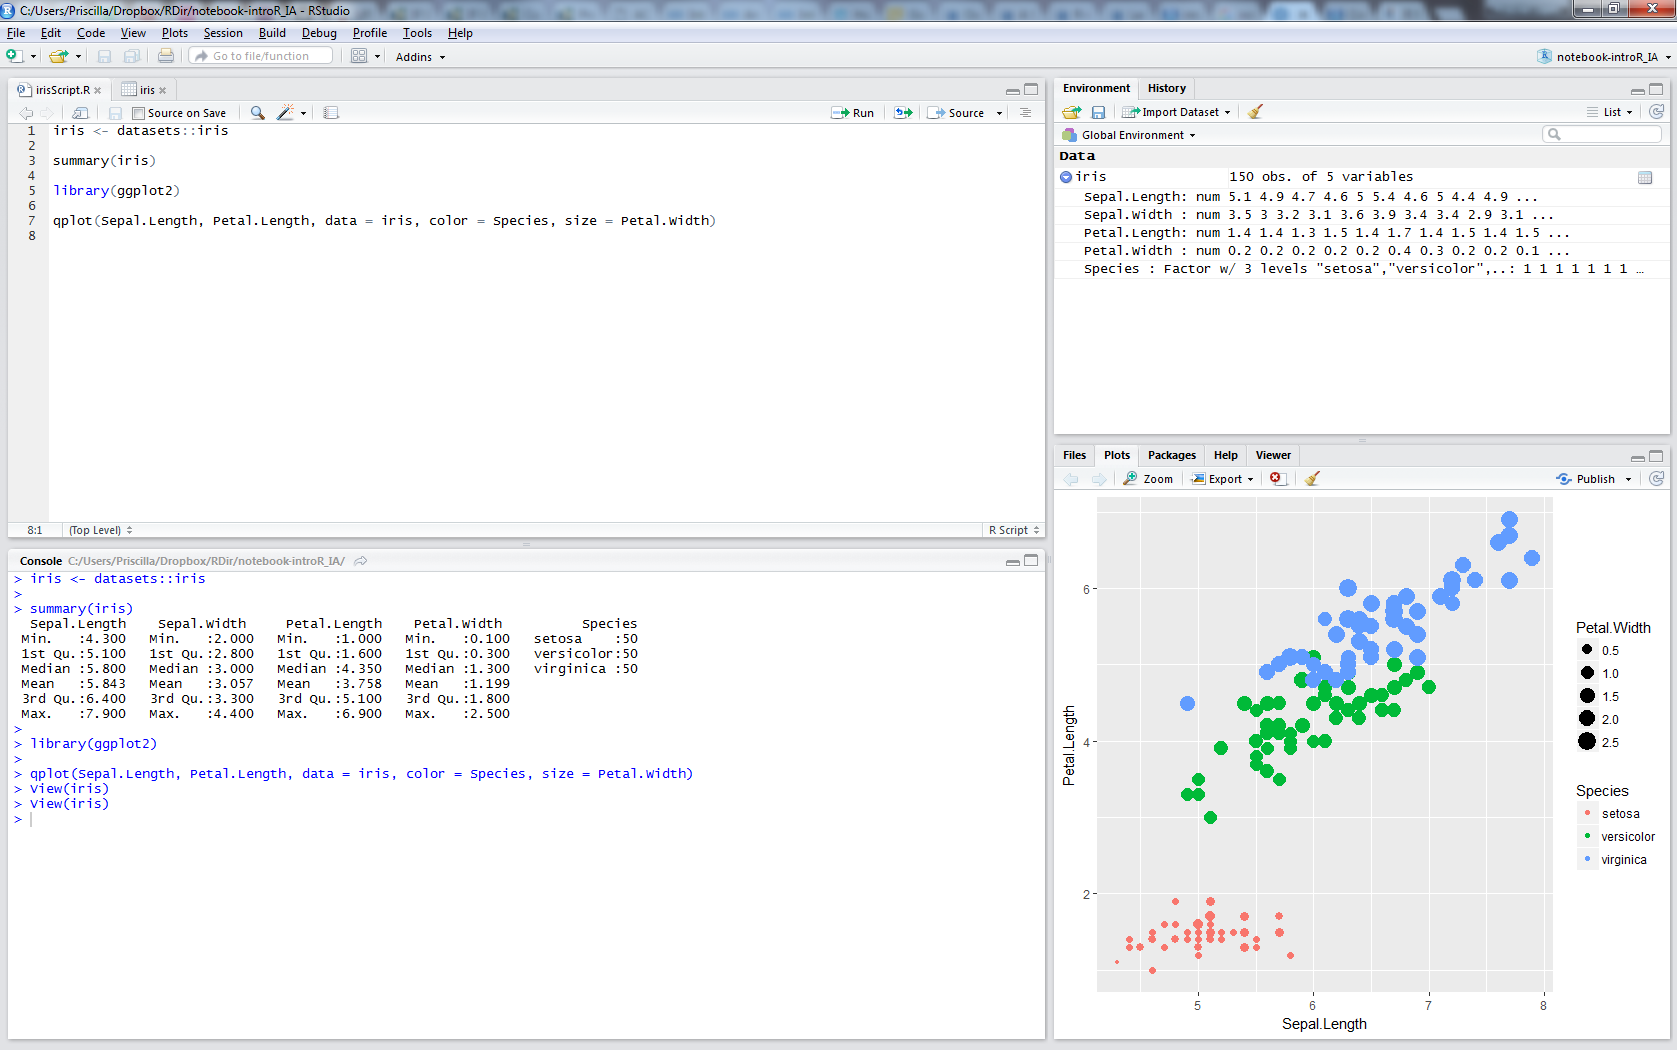 C:/Users/Priscilla/Dropbox/RDir/notebook-introR_IA - RStudio
File Edit Code View Plots Session Build Debug Profile Tools Help
Go to file/function Addins notebook-introR_IA
irisScript.R iris
Source on Save Run Source
1 iris <- datasets::iris
2
3 summary(iris)
4
5 library(ggplot2)
6
7 qplot(Sepal.Length, Petal.Length, data = iris, color = Species, size = Petal.Width)
8
8:1 (Top Level) R Script
Console C:/Users/Priscilla/Dropbox/RDir/notebook-introR_IA/
> iris <- datasets::iris
>
> summary(iris)
  Sepal.Length    Sepal.Width     Petal.Length    Petal.Width          Species
 Min.   :4.300   Min.   :2.000   Min.   :1.000   Min.   :0.100   setosa    :50
 1st Qu.:5.100   1st Qu.:2.800   1st Qu.:1.600   1st Qu.:0.300   versicolor:50
 Median :5.800   Median :3.000   Median :4.350   Median :1.300   virginica :50
 Mean   :5.843   Mean   :3.057   Mean   :3.758   Mean   :1.199
 3rd Qu.:6.400   3rd Qu.:3.300   3rd Qu.:5.100   3rd Qu.:1.800
 Max.   :7.900   Max.   :4.400   Max.   :6.900   Max.   :2.500
>
> library(ggplot2)
>
> qplot(Sepal.Length, Petal.Length, data = iris, color = Species, size = Petal.Width)
> View(iris)
> View(iris)
>
Environment History
Import Dataset List
Global Environment
Data
iris 150 obs. of 5 variables
Sepal.Length: num 5.1 4.9 4.7 4.6 5 5.4 4.6 5 4.4 4.9 ...
Sepal.Width : num 3.5 3 3.2 3.1 3.6 3.9 3.4 3.4 2.9 3.1 ...
Petal.Length: num 1.4 1.4 1.3 1.5 1.4 1.7 1.4 1.5 1.4 1.5 ...
Petal.Width : num 0.2 0.2 0.2 0.2 0.2 0.4 0.3 0.2 0.2 0.1 ...
Species : Factor w/ 3 levels "setosa","versicolor",..: 1 1 1 1 1 1 1 …
Files Plots Packages Help Viewer
Zoom Export Publish
6
4
2
Petal.Length
5 6 7 8
Sepal.Length
Petal.Width
0.5
1.0
1.5
2.0
2.5
Species
setosa
versicolor
virginica